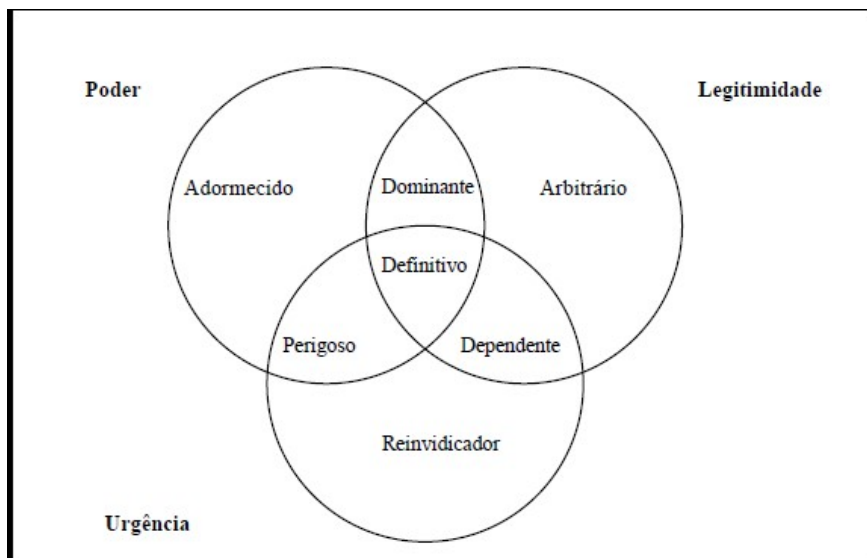 Poder
Legitimidade
Adormecido
Dominante
Arbitrário
Definitivo
Perigoso
Dependente
Reinvidicador
Urgência